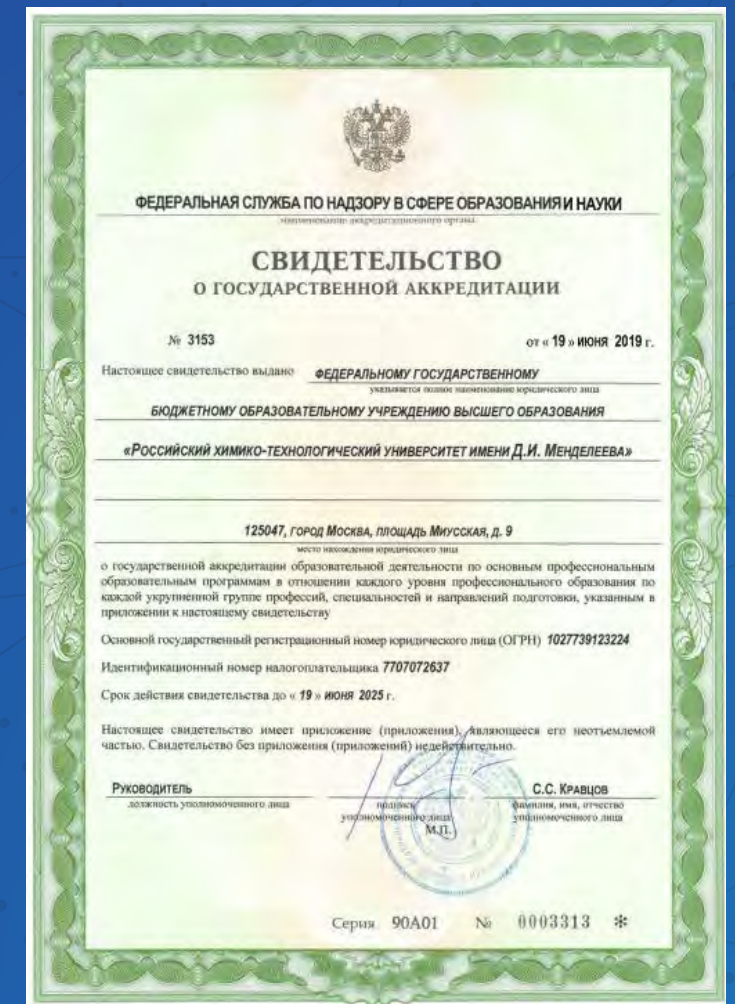 ФЕДЕРАЛЬНАЯ СЛУЖБА ПО НАДЗОРУ В СФЕРЕ ОБРАЗОВАНИЯ И НАУКИ
наименование аккредитационного органа
СВИДЕТЕЛЬСТВО
О ГОСУДАРСТВЕННОЙ АККРЕДИТАЦИИ
№ 3153 от « 19 » ИЮНЯ 2019 г.
Настоящее свидетельство выдано ФЕДЕРАЛЬНОМУ ГОСУДАРСТВЕННОМУ
указывается полное наименование юридического лица
БЮДЖЕТНОМУ ОБРАЗОВАТЕЛЬНОМУ УЧРЕЖДЕНИЮ ВЫСШЕГО ОБРАЗОВАНИЯ
«РОССИЙСКИЙ ХИМИКО-ТЕХНОЛОГИЧЕСКИЙ УНИВЕРСИТЕТ ИМЕНИ Д.И. МЕНДЕЛЕЕВА»
125047, ГОРОД МОСКВА, ПЛОЩАДЬ МИУССКАЯ, Д. 9
место нахождения юридического лица
о государственной аккредитации образовательной деятельности по основным профессиональным
образовательным программам в отношении каждого уровня профессионального образования по
каждой укрупненной группе профессий, специальностей и направлений подготовки, указанным в
приложении к настоящему свидетельству
Основной государственный регистрационный номер юридического лица (ОГРН) 1027739123224
Идентификационный номер налогоплательщика 7707072637
Срок действия свидетельства до « 19 » ИЮНЯ 2025 г.
Настоящее свидетельство имеет приложение (приложения), являющееся его неотъемлемой
частью. Свидетельство без приложения (приложений) недействительно.
РУКОВОДИТЕЛЬ С.С. КРАВЦОВ
должность уполномоченного лица подпись фамилия, имя, отчество
уполномоченного лица уполномоченного лица
М.П.
Серия 90А01 № 0003313 *